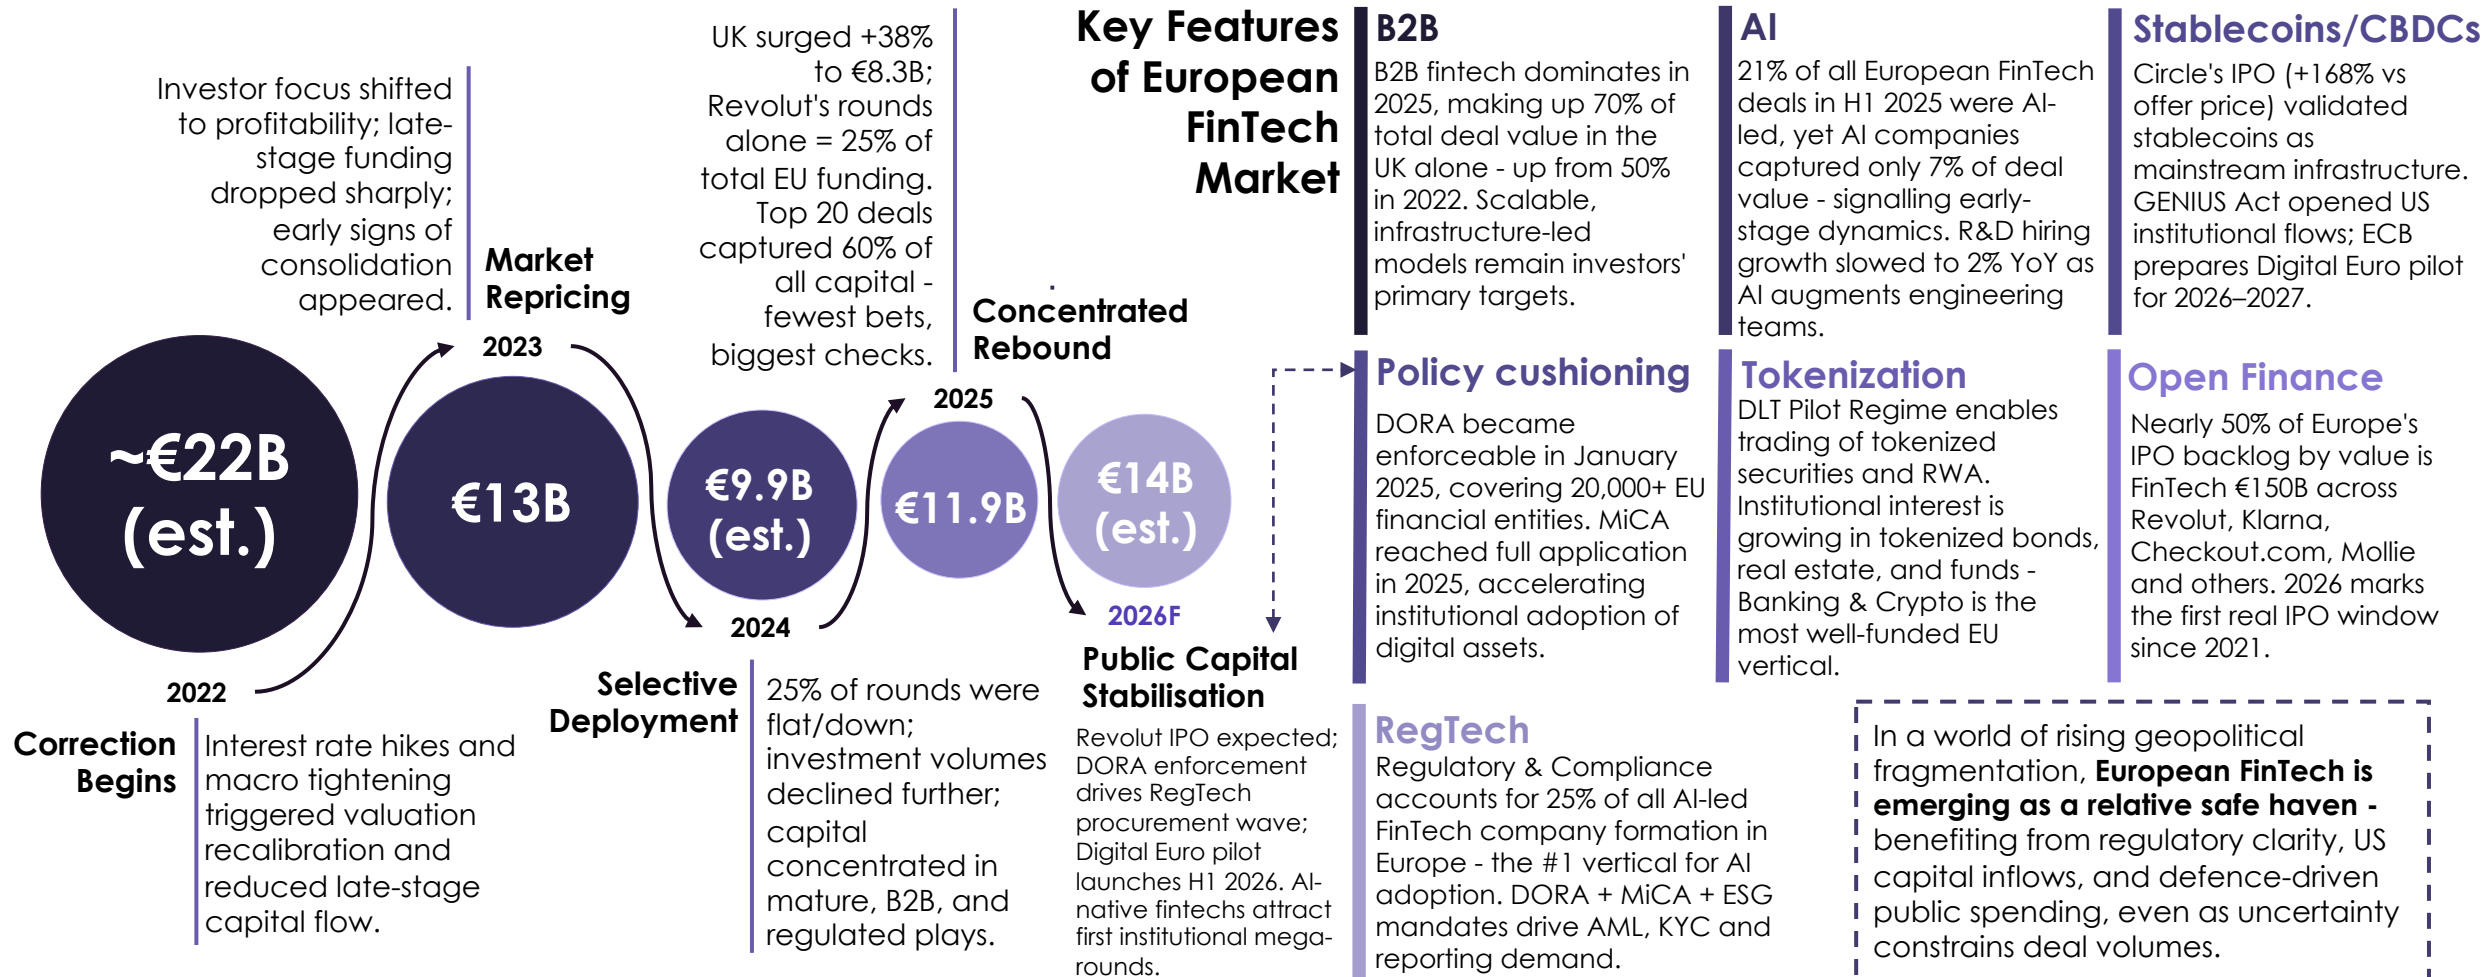 Investor focus shifted
to profitability; late-
stage funding
dropped sharply;
early signs of
consolidation
appeared.
Market
Repricing
2023
UK surged +38%
to €8.3B;
Revolut's rounds
alone = 25% of
total EU funding.
Top 20 deals
captured 60% of
all capital -
fewest bets,
biggest checks.
Concentrated
Rebound
2025
~€22B
(est.)
€13B
€9.9B
(est.)
€11.9B
€14B
(est.)
2022
Correction
Begins
Interest rate hikes and
macro tightening
triggered valuation
recalibration and
reduced late-stage
capital flow.
2024
Selective
Deployment
25% of rounds were
flat/down;
investment volumes
declined further;
capital
concentrated in
mature, B2B, and
regulated plays.
2026F
Public Capital
Stabilisation
Revolut IPO expected;
DORA enforcement
drives RegTech
procurement wave;
Digital Euro pilot
launches H1 2026. AI-
native fintechs attract
first institutional mega-
rounds.
Key Features
of European
FinTech
Market
B2B
B2B fintech dominates in
2025, making up 70% of
total deal value in the
UK alone - up from 50%
in 2022. Scalable,
infrastructure-led
models remain investors'
primary targets.
AI
21% of all European FinTech
deals in H1 2025 were AI-
led, yet AI companies
captured only 7% of deal
value - signalling early-
stage dynamics. R&D hiring
growth slowed to 2% YoY as
AI augments engineering
teams.
Stablecoins/CBDCs
Circle's IPO (+168% vs
offer price) validated
stablecoins as
mainstream infrastructure.
GENIUS Act opened US
institutional flows; ECB
prepares Digital Euro pilot
for 2026–2027.
Policy cushioning
DORA became
enforceable in January
2025, covering 20,000+ EU
financial entities. MiCA
reached full application
in 2025, accelerating
institutional adoption of
digital assets.
Tokenization
DLT Pilot Regime enables
trading of tokenized
securities and RWA.
Institutional interest is
growing in tokenized bonds,
real estate, and funds -
Banking & Crypto is the
most well-funded EU
vertical.
Open Finance
Nearly 50% of Europe's
IPO backlog by value is
FinTech €150B across
Revolut, Klarna,
Checkout.com, Mollie
and others. 2026 marks
the first real IPO window
since 2021.
RegTech
Regulatory & Compliance
accounts for 25% of all AI-led
FinTech company formation in
Europe - the #1 vertical for AI
adoption. DORA + MiCA + ESG
mandates drive AML, KYC and
reporting demand.
In a world of rising geopolitical
fragmentation, European FinTech is
emerging as a relative safe haven -
benefiting from regulatory clarity, US
capital inflows, and defence-driven
public spending, even as uncertainty
constrains deal volumes.